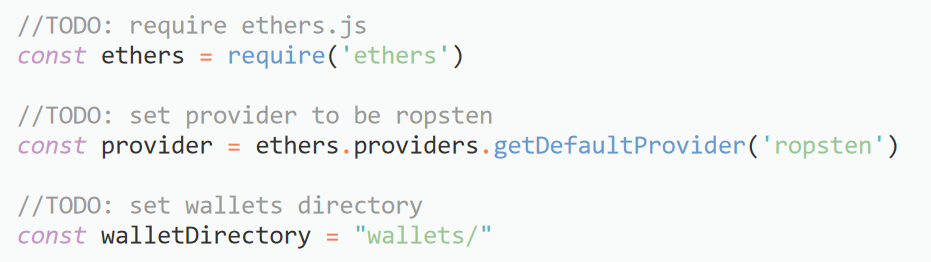 //TODO: require ethers.js
const ethers = require('ethers')
//TODO: set provider to be ropsten
const provider = ethers.providers.getDefaultProvider('ropsten')
//TODO: set wallets directory
const walletDirectory = "wallets/"